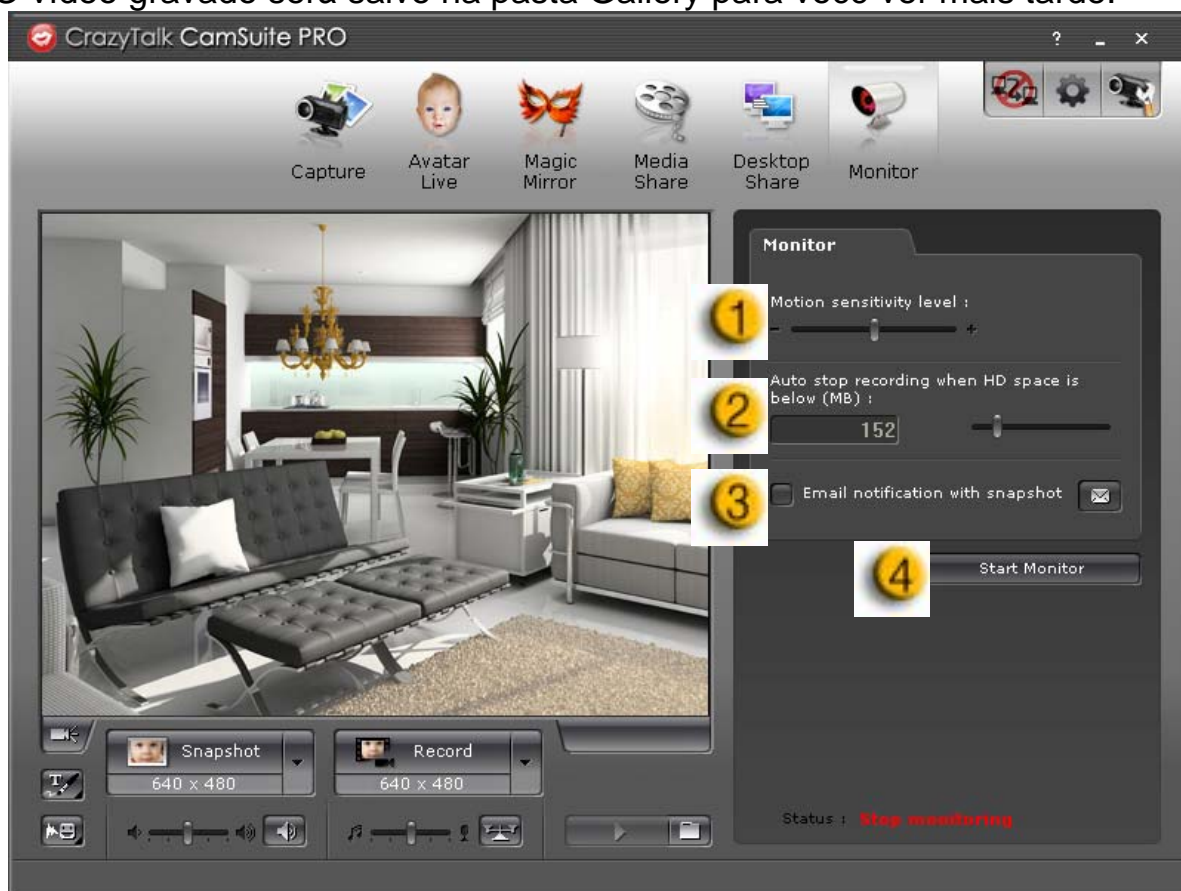 O vídeo gravado será salvo na pasta Gallery para você ver mais tarde.
CrazyTalk CamSuite PRO
?
Capture
Avatar
Live
Magic
Mirror
Media
Share
Desktop
Share
Monitor
Monitor
1
Motion sensitivity level :
- +
2
Auto stop recording when HD space is
below (MB) :
152
3
Email notification with snapshot
4
Start Monitor
Snapshot
640 x 480
Record
640 x 480
Status : Stop monitoring